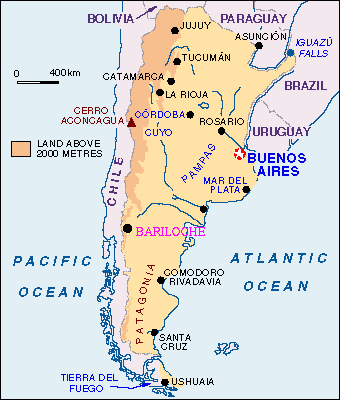 BOLIVIA
PARAGUAY
JUJUY
ASUNCIÓN
IGUAZÚ
FALLS
TUCUMÁN
0 400 km
CATAMARCA
LA RIOJA
BRAZIL
CERRO
ACONCAGUA
CÓRDOBA
CUYO
ROSARIO
URUGUAY
LAND ABOVE
2000 METRES
PAMPAS
BUENOS
AIRES
CHILE
MAR DEL
PLATA
BARILOCHE
PACIFIC
OCEAN
ATLANTIC
OCEAN
PATAGONIA
COMODORO
RIVADAVIA
SANTA
CRUZ
TIERRA DEL
FUEGO
USHUAIA